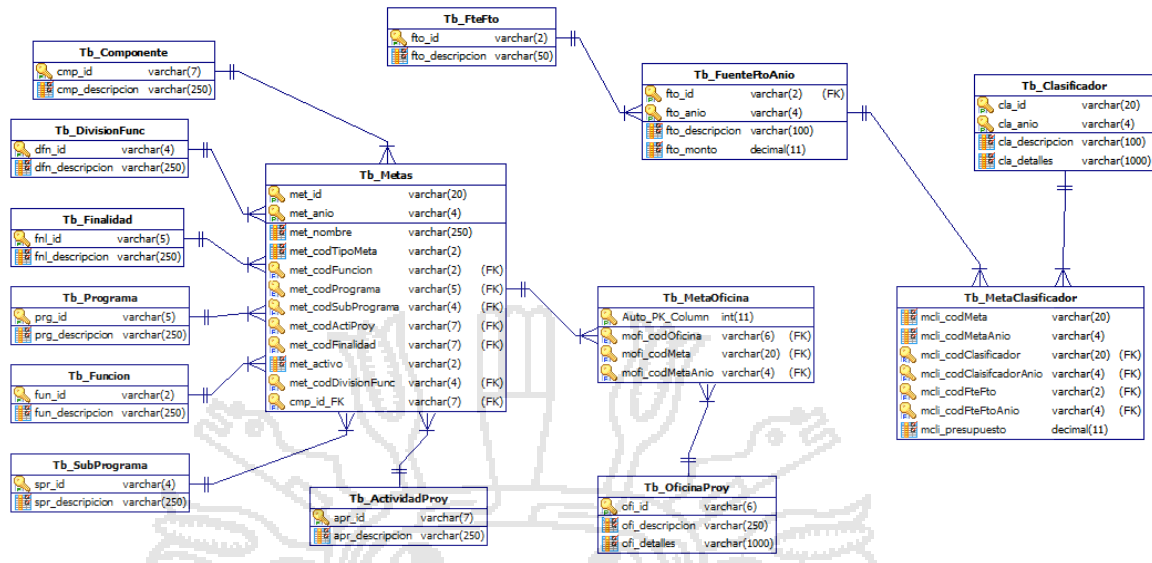 Tb_FteFto
fto_id varchar(2)
fto_descripcion varchar(50)
Tb_Componente
cmp_id varchar(7)
cmp_descripcion varchar(250)
Tb_FuenteFtoAnio
fto_id varchar(2) (FK)
fto_anio varchar(4)
fto_descripcion varchar(100)
fto_monto decimal(11)
Tb_Clasificador
cla_id varchar(20)
cla_anio varchar(4)
cla_descripcion varchar(100)
cla_detalles varchar(1000)
Tb_DivisionFunc
dfn_id varchar(4)
dfn_descripcion varchar(250)
Tb_Metas
met_id varchar(20)
met_anio varchar(4)
met_nombre varchar(250)
met_codTipoMeta varchar(2)
met_codFuncion varchar(2) (FK)
met_codPrograma varchar(5) (FK)
met_codSubPrograma varchar(4) (FK)
met_codActiProy varchar(7) (FK)
met_codFinalidad varchar(7) (FK)
met_activo varchar(2)
met_codDivisionFunc varchar(4) (FK)
cmp_id_FK varchar(7) (FK)
Tb_Finalidad
fnl_id varchar(5)
fnl_descripcion varchar(250)
Tb_Programa
prg_id varchar(5)
prg_descripcion varchar(250)
Tb_MetaOficina
Auto_PK_Column int(11)
mofi_codOficina varchar(6) (FK)
mofi_codMeta varchar(20) (FK)
mofi_codMetaAnio varchar(4) (FK)
Tb_MetaClasificador
mcli_codMeta varchar(20)
mcli_codMetaAnio varchar(4)
mcli_codClasificador varchar(20) (FK)
mcli_codClaisifcadorAnio varchar(4) (FK)
mcli_codFteFto varchar(2) (FK)
mcli_codFteFtoAnio varchar(4) (FK)
mcli_presupuesto decimal(11)
Tb_Funcion
fun_id varchar(2)
fun_descripcion varchar(250)
Tb_SubPrograma
spr_id varchar(4)
spr_descripicion varchar(250)
Tb_ActividadProy
apr_id varchar(7)
apr_descripcion varchar(250)
Tb_OficinaProy
ofi_id varchar(6)
ofi_descripcion varchar(250)
ofi_detalles varchar(1000)